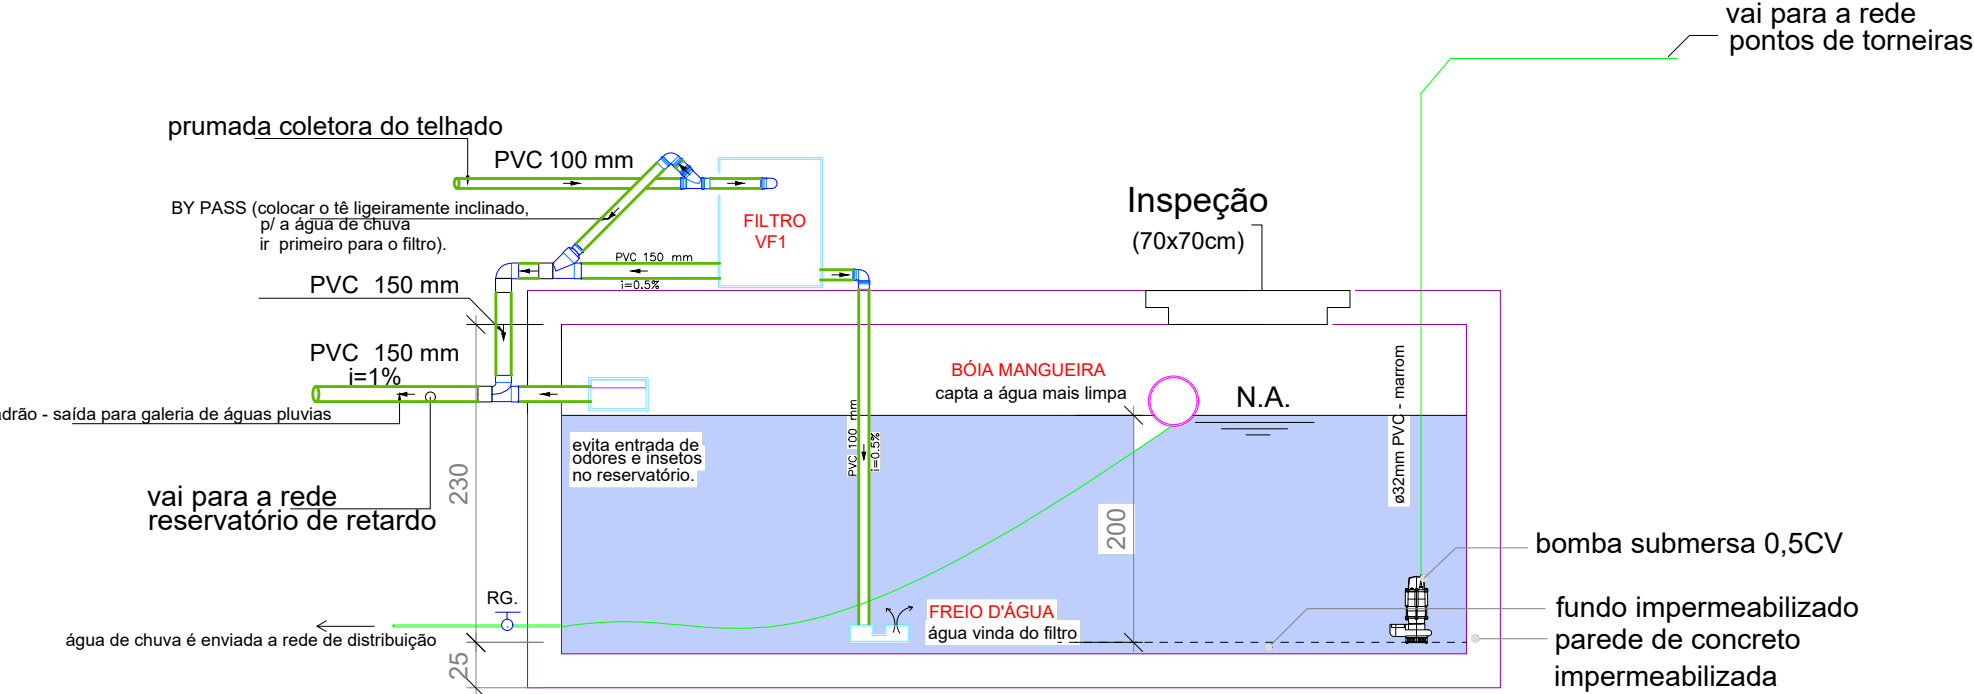 vai para a rede
pontos de torneiras
prumada coletora do telhado
PVC 100 mm
BY PASS (colocar o tê ligeiramente inclinado,
p/ a água de chuva
ir primeiro para o filtro).
FILTRO
VF1
Inspeção
(70x70cm)
PVC 150 mm
i=0.5%
PVC 150 mm
PVC 150 mm
i=1%
adrão - saída para galeria de águas pluvias
BÓIA MANGUEIRA
capta a água mais limpa
N.A.
ø32mm PVC - marrom
evita entrada de
odores e insetos
no reservatório.
PVC 100 mm
i=0.5%
230
vai para a rede
reservatório de retardo
200
bomba submersa 0,5CV
RG.
FREIO D'ÁGUA
água vinda do filtro
fundo impermeabilizado
parede de concreto
impermeabilizada
água de chuva é enviada a rede de distribuição
25